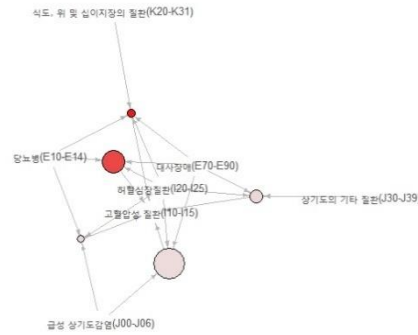 식도, 위 및 십이지장의 질환(K20-K31)
당뇨병(E10-E14)
대사장애(E70-E90)
허혈심장질환(I20-I25)
상기도의 기타 질환(J30-J39
고혈압성 질환(I10-I15)
급성 상기도감염(J00-J06)